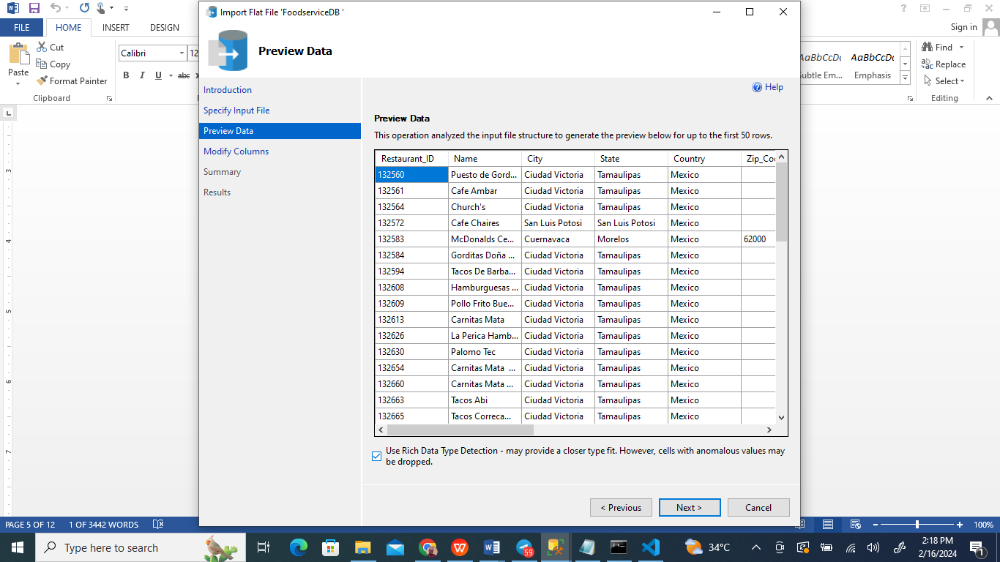 Import Flat File 'FoodserviceDB '
Sign in
FILE
HOME
INSERT
DESIGN
Cut
Copy
Format Painter
Paste
Clipboard
Calibri
12
B I U abc
AaBbCcDc AaBbCcDc
Subtle Em... Emphasis
Find
Replace
Select
Editing
Preview Data
Introduction
Specify Input File
Preview Data
Modify Columns
Summary
Results
Help
Preview Data
This operation analyzed the input file structure to generate the preview below for up to the first 50 rows.
Restaurant_ID Name City State Country Zip_Co
132560 Puesto de Gord... Ciudad Victoria Tamaulipas Mexico
132561 Cafe Ambar Ciudad Victoria Tamaulipas Mexico
132564 Church's Ciudad Victoria Tamaulipas Mexico
132572 Cafe Chaires San Luis Potosi San Luis Potosi Mexico
132583 McDonalds Ce... Cuernavaca Morelos Mexico 62000
132584 Gorditas Doña ... Ciudad Victoria Tamaulipas Mexico
132594 Tacos De Barba... Ciudad Victoria Tamaulipas Mexico
132608 Hamburguesas ... Ciudad Victoria Tamaulipas Mexico
132609 Pollo Frito Bue... Ciudad Victoria Tamaulipas Mexico
132613 Carnitas Mata Ciudad Victoria Tamaulipas Mexico
132626 La Perica Hamb... Ciudad Victoria Tamaulipas Mexico
132630 Palomo Tec Ciudad Victoria Tamaulipas Mexico
132654 Carnitas Mata ... Ciudad Victoria Tamaulipas Mexico
132660 Carnitas Mata ... Ciudad Victoria Tamaulipas Mexico
132663 Tacos Abi Ciudad Victoria Tamaulipas Mexico
132665 Tacos Correca... Ciudad Victoria Tamaulipas Mexico
Use Rich Data Type Detection - may provide a closer type fit. However, cells with anomalous values may
be dropped.
< Previous
Next >
Cancel
3
4
5
6
7
PAGE 5 OF 12
1 OF 3442 WORDS
100%
Type here to search
59
34°C
2:18 PM
2/16/2024
1